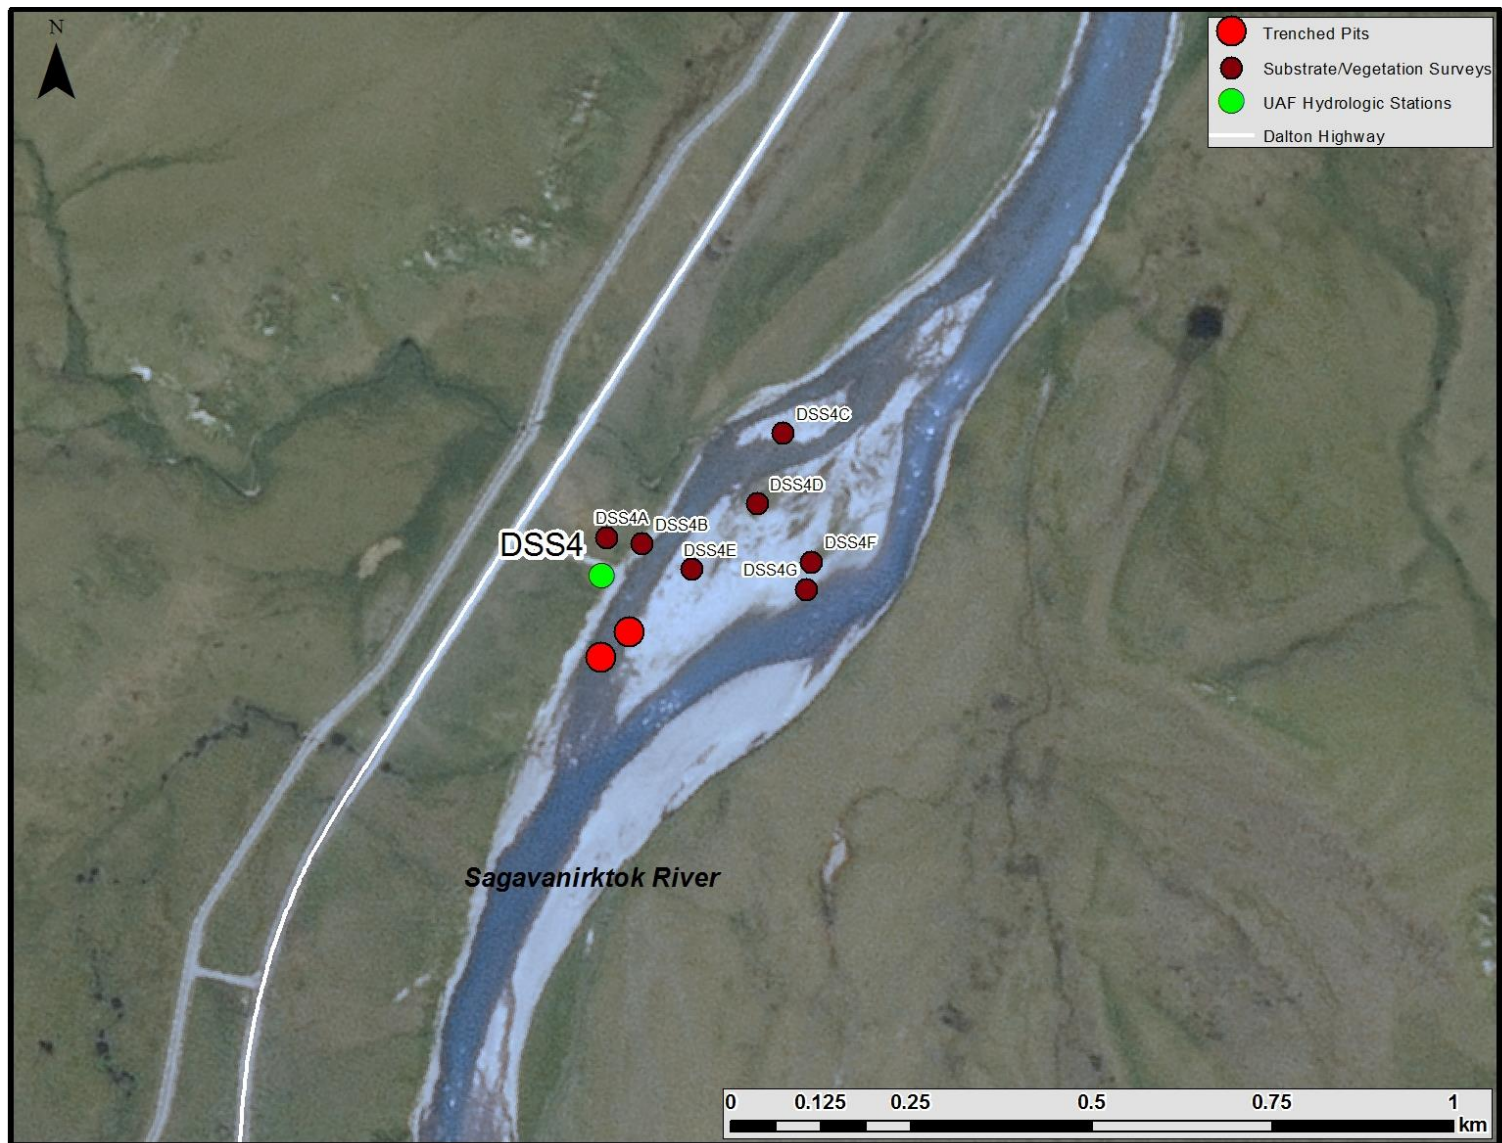 N
Trenched Pits
Substrate/Vegetation Surveys
UAF Hydrologic Stations
Dalton Highway
DSS4C
DSS4D
DSS4A
DSS4B
DSS4
DSS4E
DSS4F
DSS4G
Sagavanirktok River
0 0.125 0.25 0.5 0.75 1
km